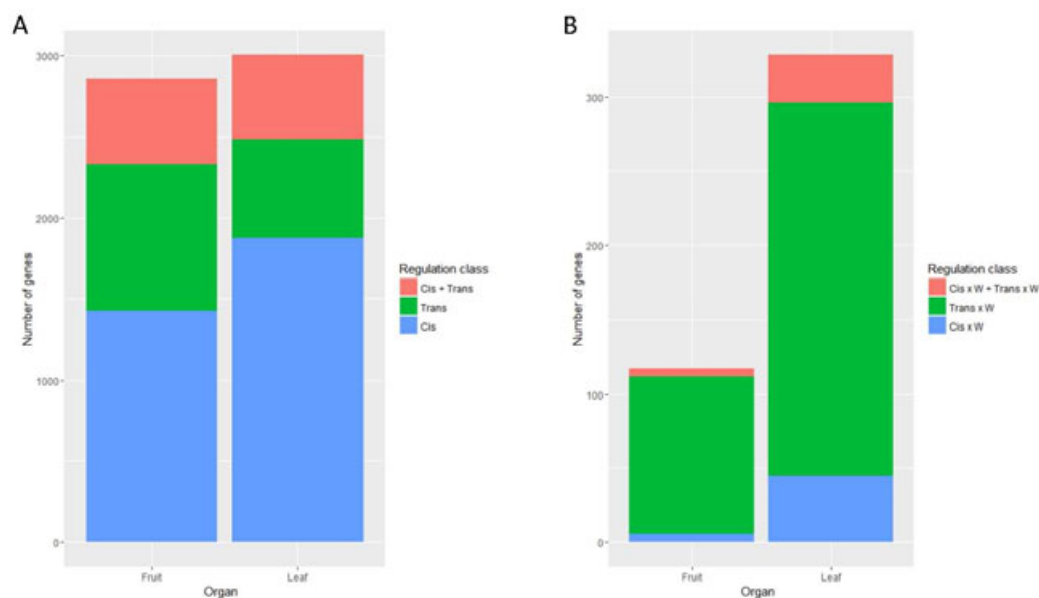 A
3000
2000
1000
0
Number of genes
Fruit
Leaf
Organ
Regulation class
Cis + Trans
Trans
Cis
B
300
200
100
0
Number of genes
Fruit
Leaf
Organ
Regulation class
Cis x W + Trans x W
Trans x W
Cis x W